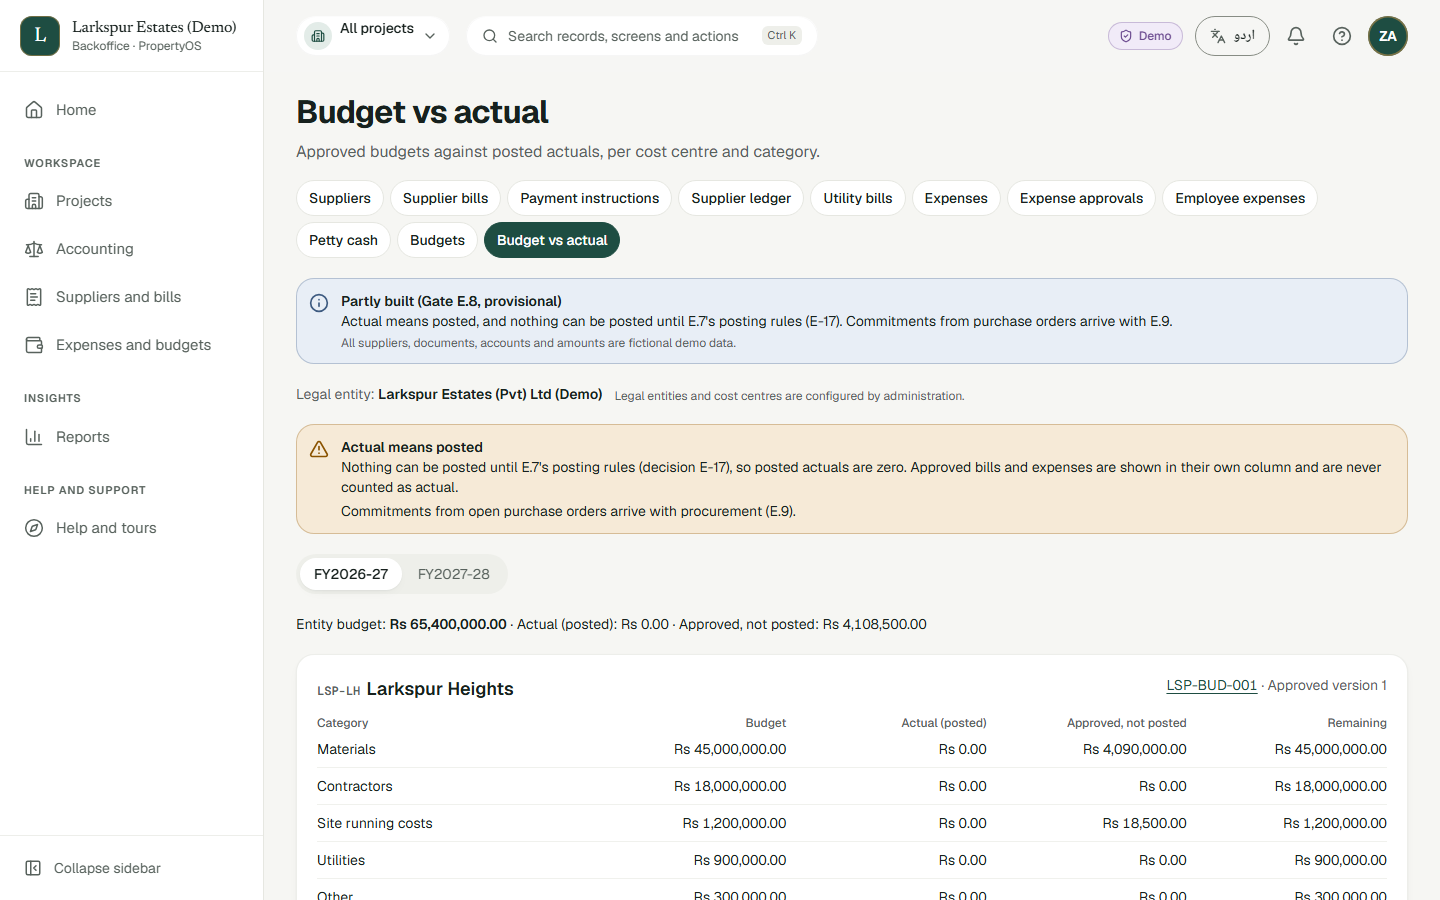 L
Larkspur Estates (Demo)
Backoffice · PropertyOS
All projects
Search records, screens and actions
Ctrl K
Demo
اردو
ZA
Home
WORKSPACE
Projects
Accounting
Suppliers and bills
Expenses and budgets
INSIGHTS
Reports
HELP AND SUPPORT
Help and tours
Collapse sidebar
Budget vs actual
Approved budgets against posted actuals, per cost centre and category.
Suppliers Supplier bills Payment instructions Supplier ledger Utility bills Expenses Expense approvals Employee expenses
Petty cash Budgets Budget vs actual
Partly built (Gate E.8, provisional)
Actual means posted, and nothing can be posted until E.7's posting rules (E-17). Commitments from purchase orders arrive with E.9.
All suppliers, documents, accounts and amounts are fictional demo data.
Legal entity: Larkspur Estates (Pvt) Ltd (Demo) Legal entities and cost centres are configured by administration.
Actual means posted
Nothing can be posted until E.7's posting rules (decision E-17), so posted actuals are zero. Approved bills and expenses are shown in their own column and are never
counted as actual.
Commitments from open purchase orders arrive with procurement (E.9).
FY2026-27 FY2027-28
Entity budget: Rs 65,400,000.00 · Actual (posted): Rs 0.00 · Approved, not posted: Rs 4,108,500.00
LSP-LH Larkspur Heights LSP-BUD-001 · Approved version 1
Category Budget Actual (posted) Approved, not posted Remaining
Materials Rs 45,000,000.00 Rs 0.00 Rs 4,090,000.00 Rs 45,000,000.00
Contractors Rs 18,000,000.00 Rs 0.00 Rs 0.00 Rs 18,000,000.00
Site running costs Rs 1,200,000.00 Rs 0.00 Rs 18,500.00 Rs 1,200,000.00
Utilities Rs 900,000.00 Rs 0.00 Rs 0.00 Rs 900,000.00
Other Rs 300,000.00 Rs 0.00 Rs 0.00 Rs 300,000.00